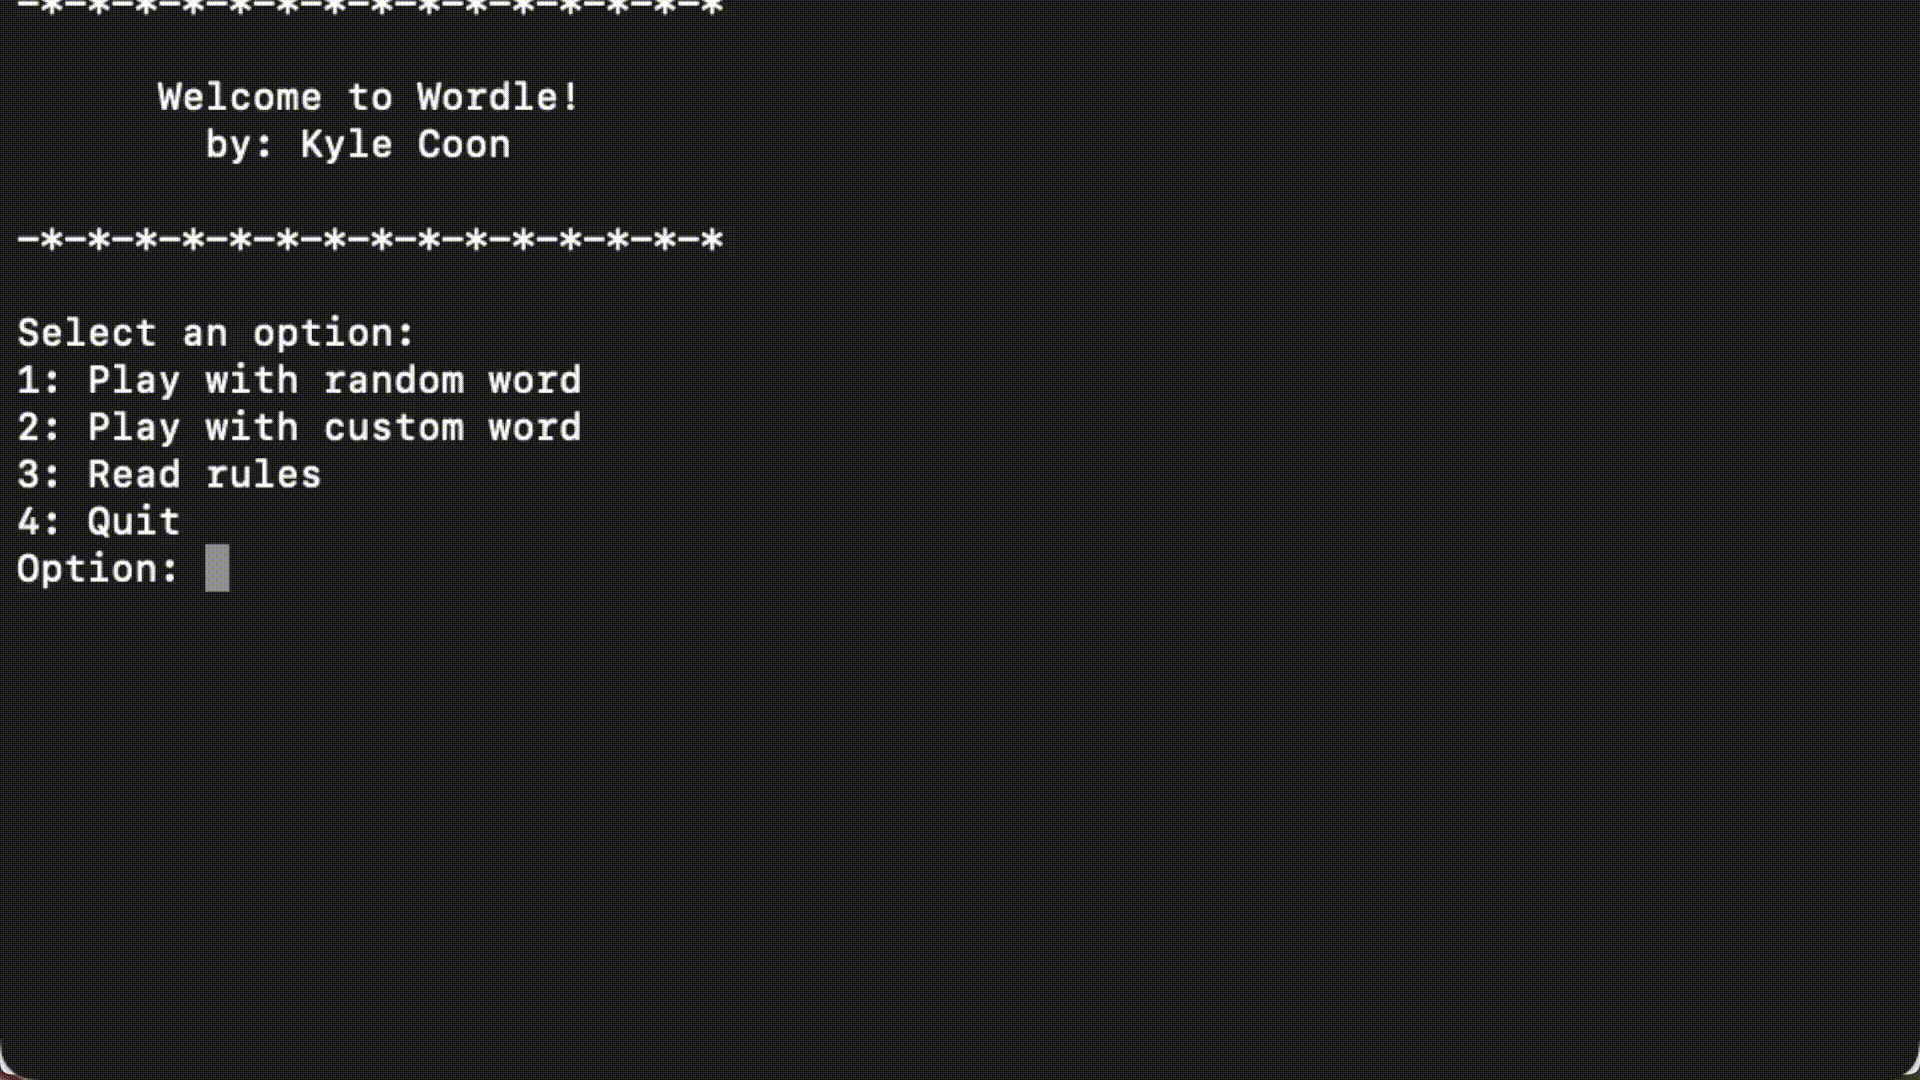 -*-*-*-*-*-*-*-*-*-*-*-*-*-*-*
Welcome to Wordle!
by: Kyle Coon
-*-*-*-*-*-*-*-*-*-*-*-*-*-*-*
Select an option:
1: Play with random word
2: Play with custom word
3: Read rules
4: Quit
Option: